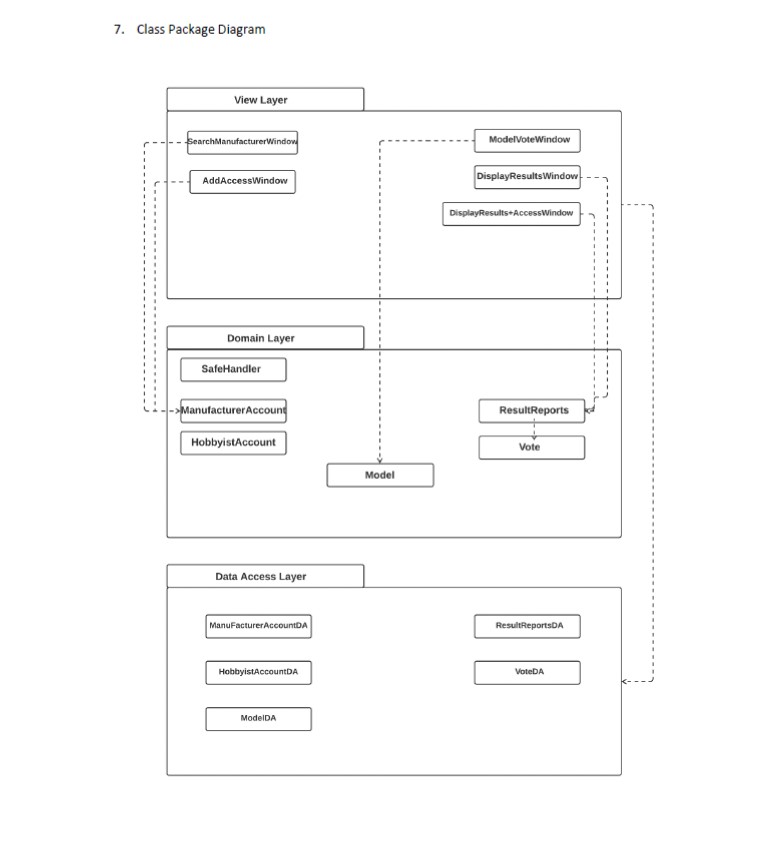 7. Class Package Diagram
View Layer
SearchManufacturerWindow
ModelVoteWindow
AddAccessWindow
DisplayResultsWindow
DisplayResults+AccessWindow
Domain Layer
SafeHandler
ManufacturerAccount
ResultReports
HobbyistAccount
Vote
Model
Data Access Layer
ManuFacturerAccountDA
ResultReportsDA
HobbyistAccountDA
VoteDA
ModelDA